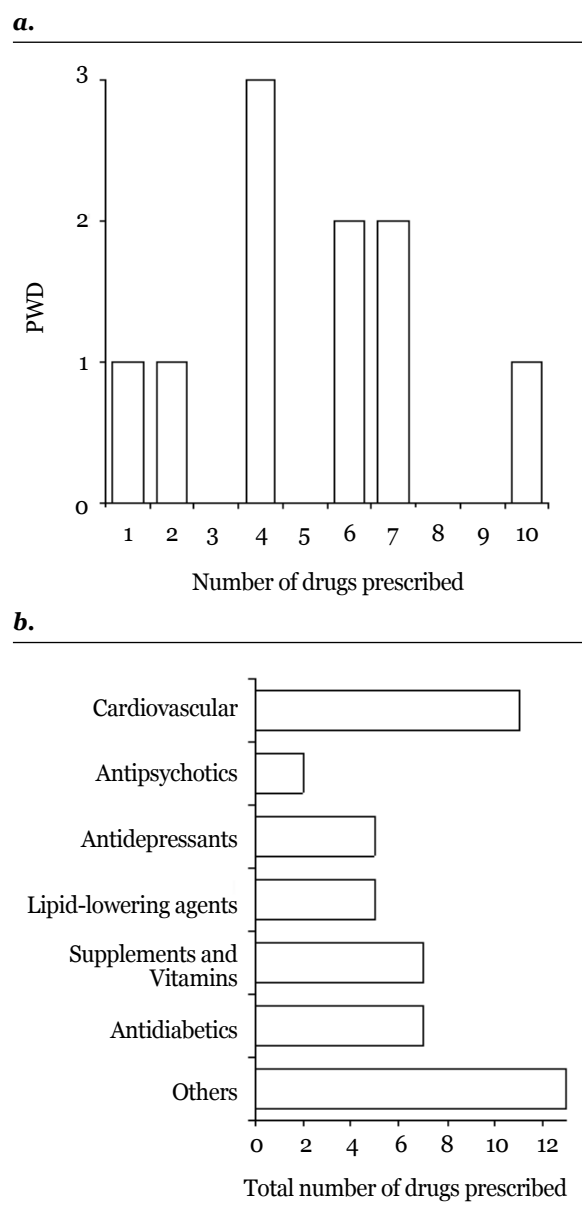 a.
3
2
1
0
PWD
1 2 3 4 5 6 7 8 9 10
Number of drugs prescribed
b.
Cardiovascular
Antipsychotics
Antidepressants
Lipid-lowering agents
Supplements and
Vitamins
Antidiabetics
Others
0 2 4 6 8 10 12
Total number of drugs prescribed